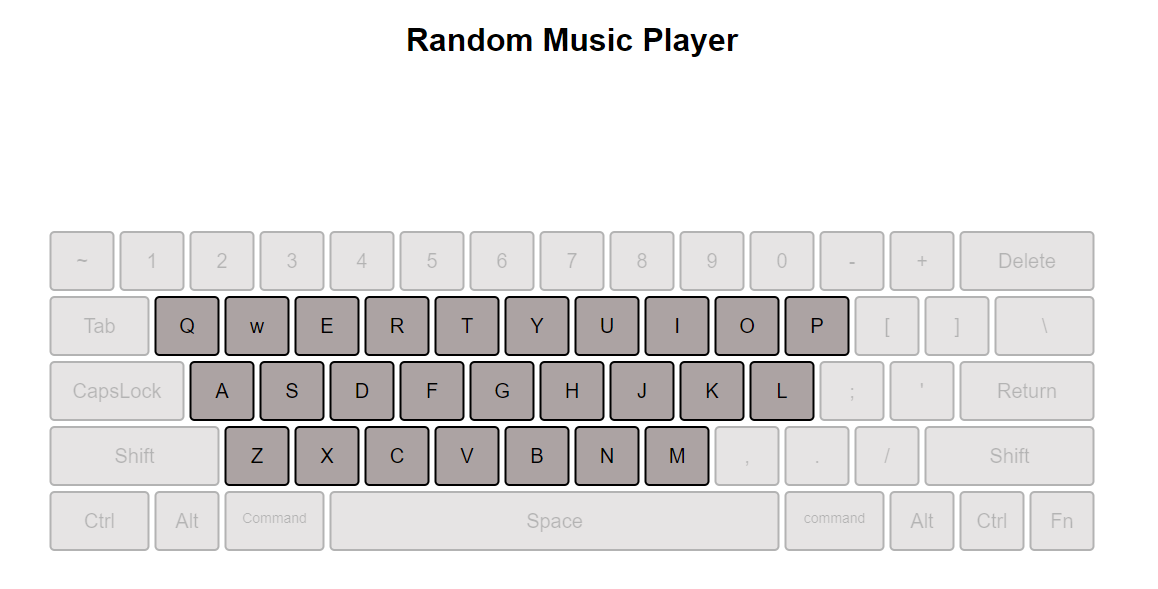 Random Music Player
~ 1 2 3 4 5 6 7 8 9 0 - + Delete
Tab Q w E R T Y U I O P [ ] \
CapsLock A S D F G H J K L ; ' Return
Shift Z X C V B N M , . / Shift
Ctrl Alt Command Space command Alt Ctrl Fn